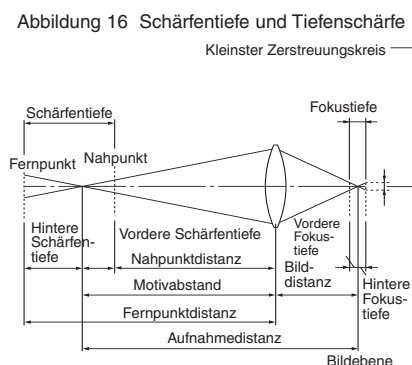 Abbildung 16 Schärfentiefe und Tiefenschärfe
Kleinster Zerstreuungskreis
Schärfentiefe
Fokustiefe
Fernpunkt
Nahpunkt
Hintere
Schärfen-
tiefe
Vordere Schärfentiefe
Vordere
Fokus-
tiefe
Nahpunktdistanz
Bild-
distanz
Motivabstand
Hintere
Fokus-
tiefe
Fernpunktdistanz
Aufnahmedistanz
Bildebene